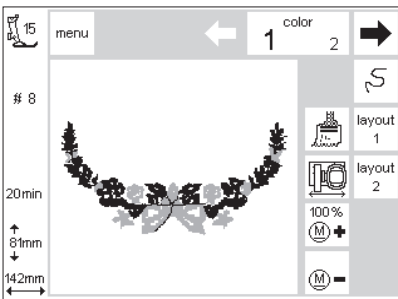 15
menu
color
1 2
# 8
layout
1
layout
2
20min
100%
M +
81mm
142mm
M -